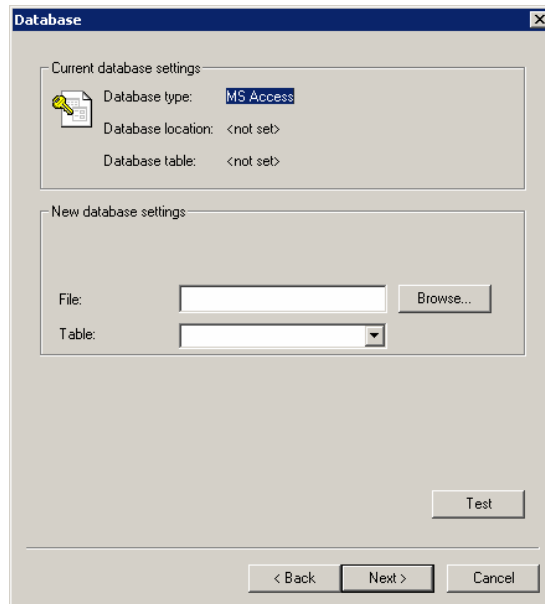 Database
Current database settings
Database type: MS Access
Database location: <not set>
Database table: <not set>
New database settings
File: Browse...
Table:
Test
< Back Next > Cancel